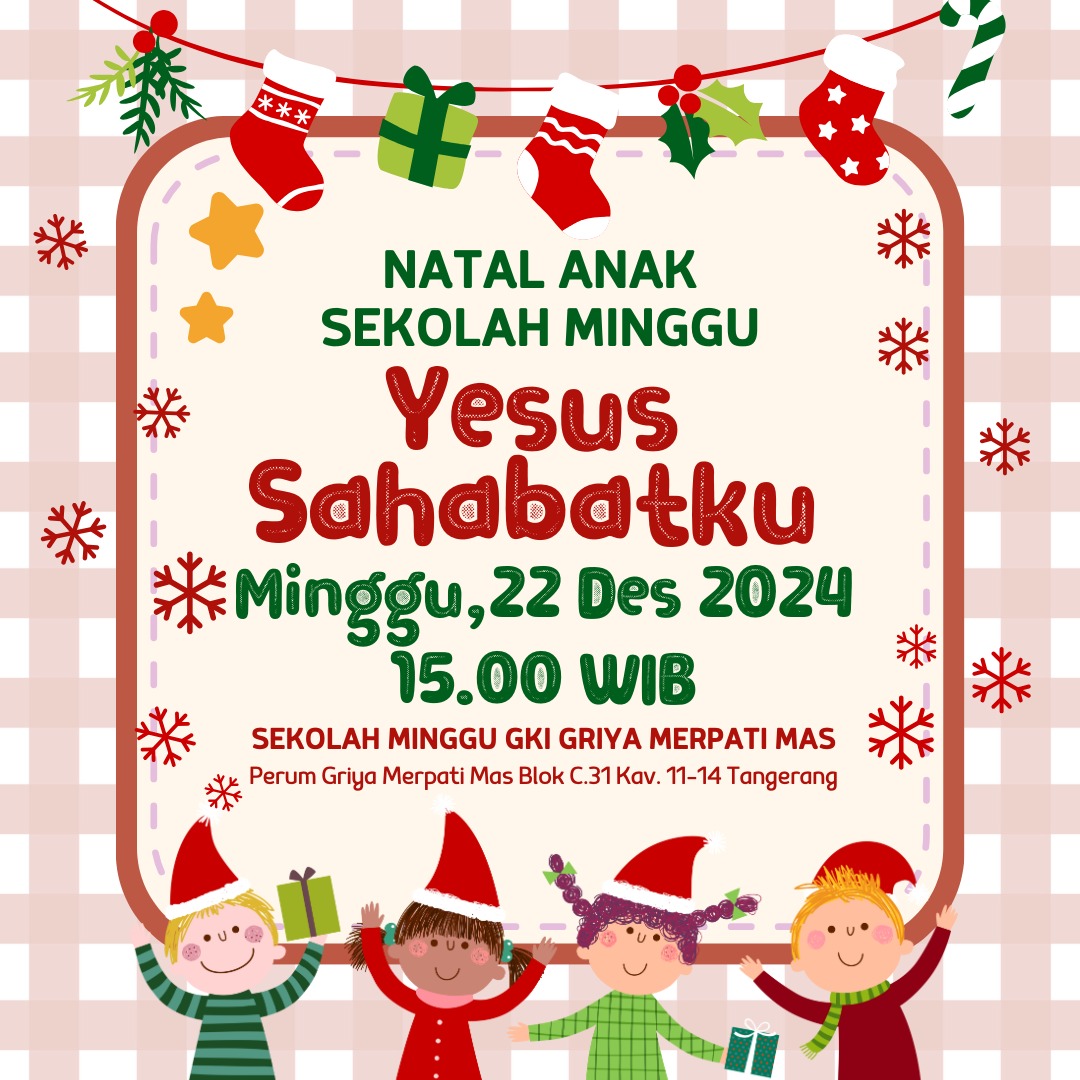 NATAL ANAK
SEKOLAH MINGGU
Yesus
Sahabatku
Minggu,22 Des 2024
15.00 WIB
SEKOLAH MINGGU GKI GRIYA MERPATI MAS
Perum Griya Merpati Mas Blok C.31 Kav. 11-14 Tangerang